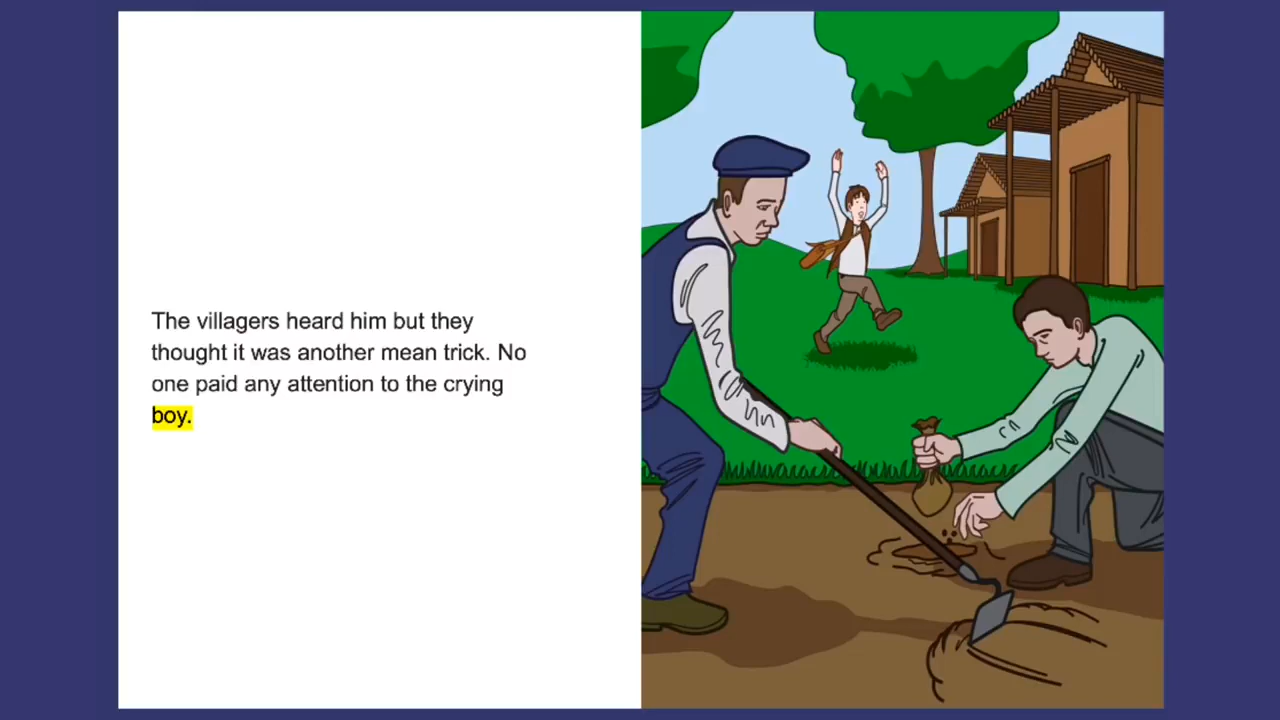 The villagers heard him but they
thought it was another mean trick. No
one paid any attention to the crying
boy.